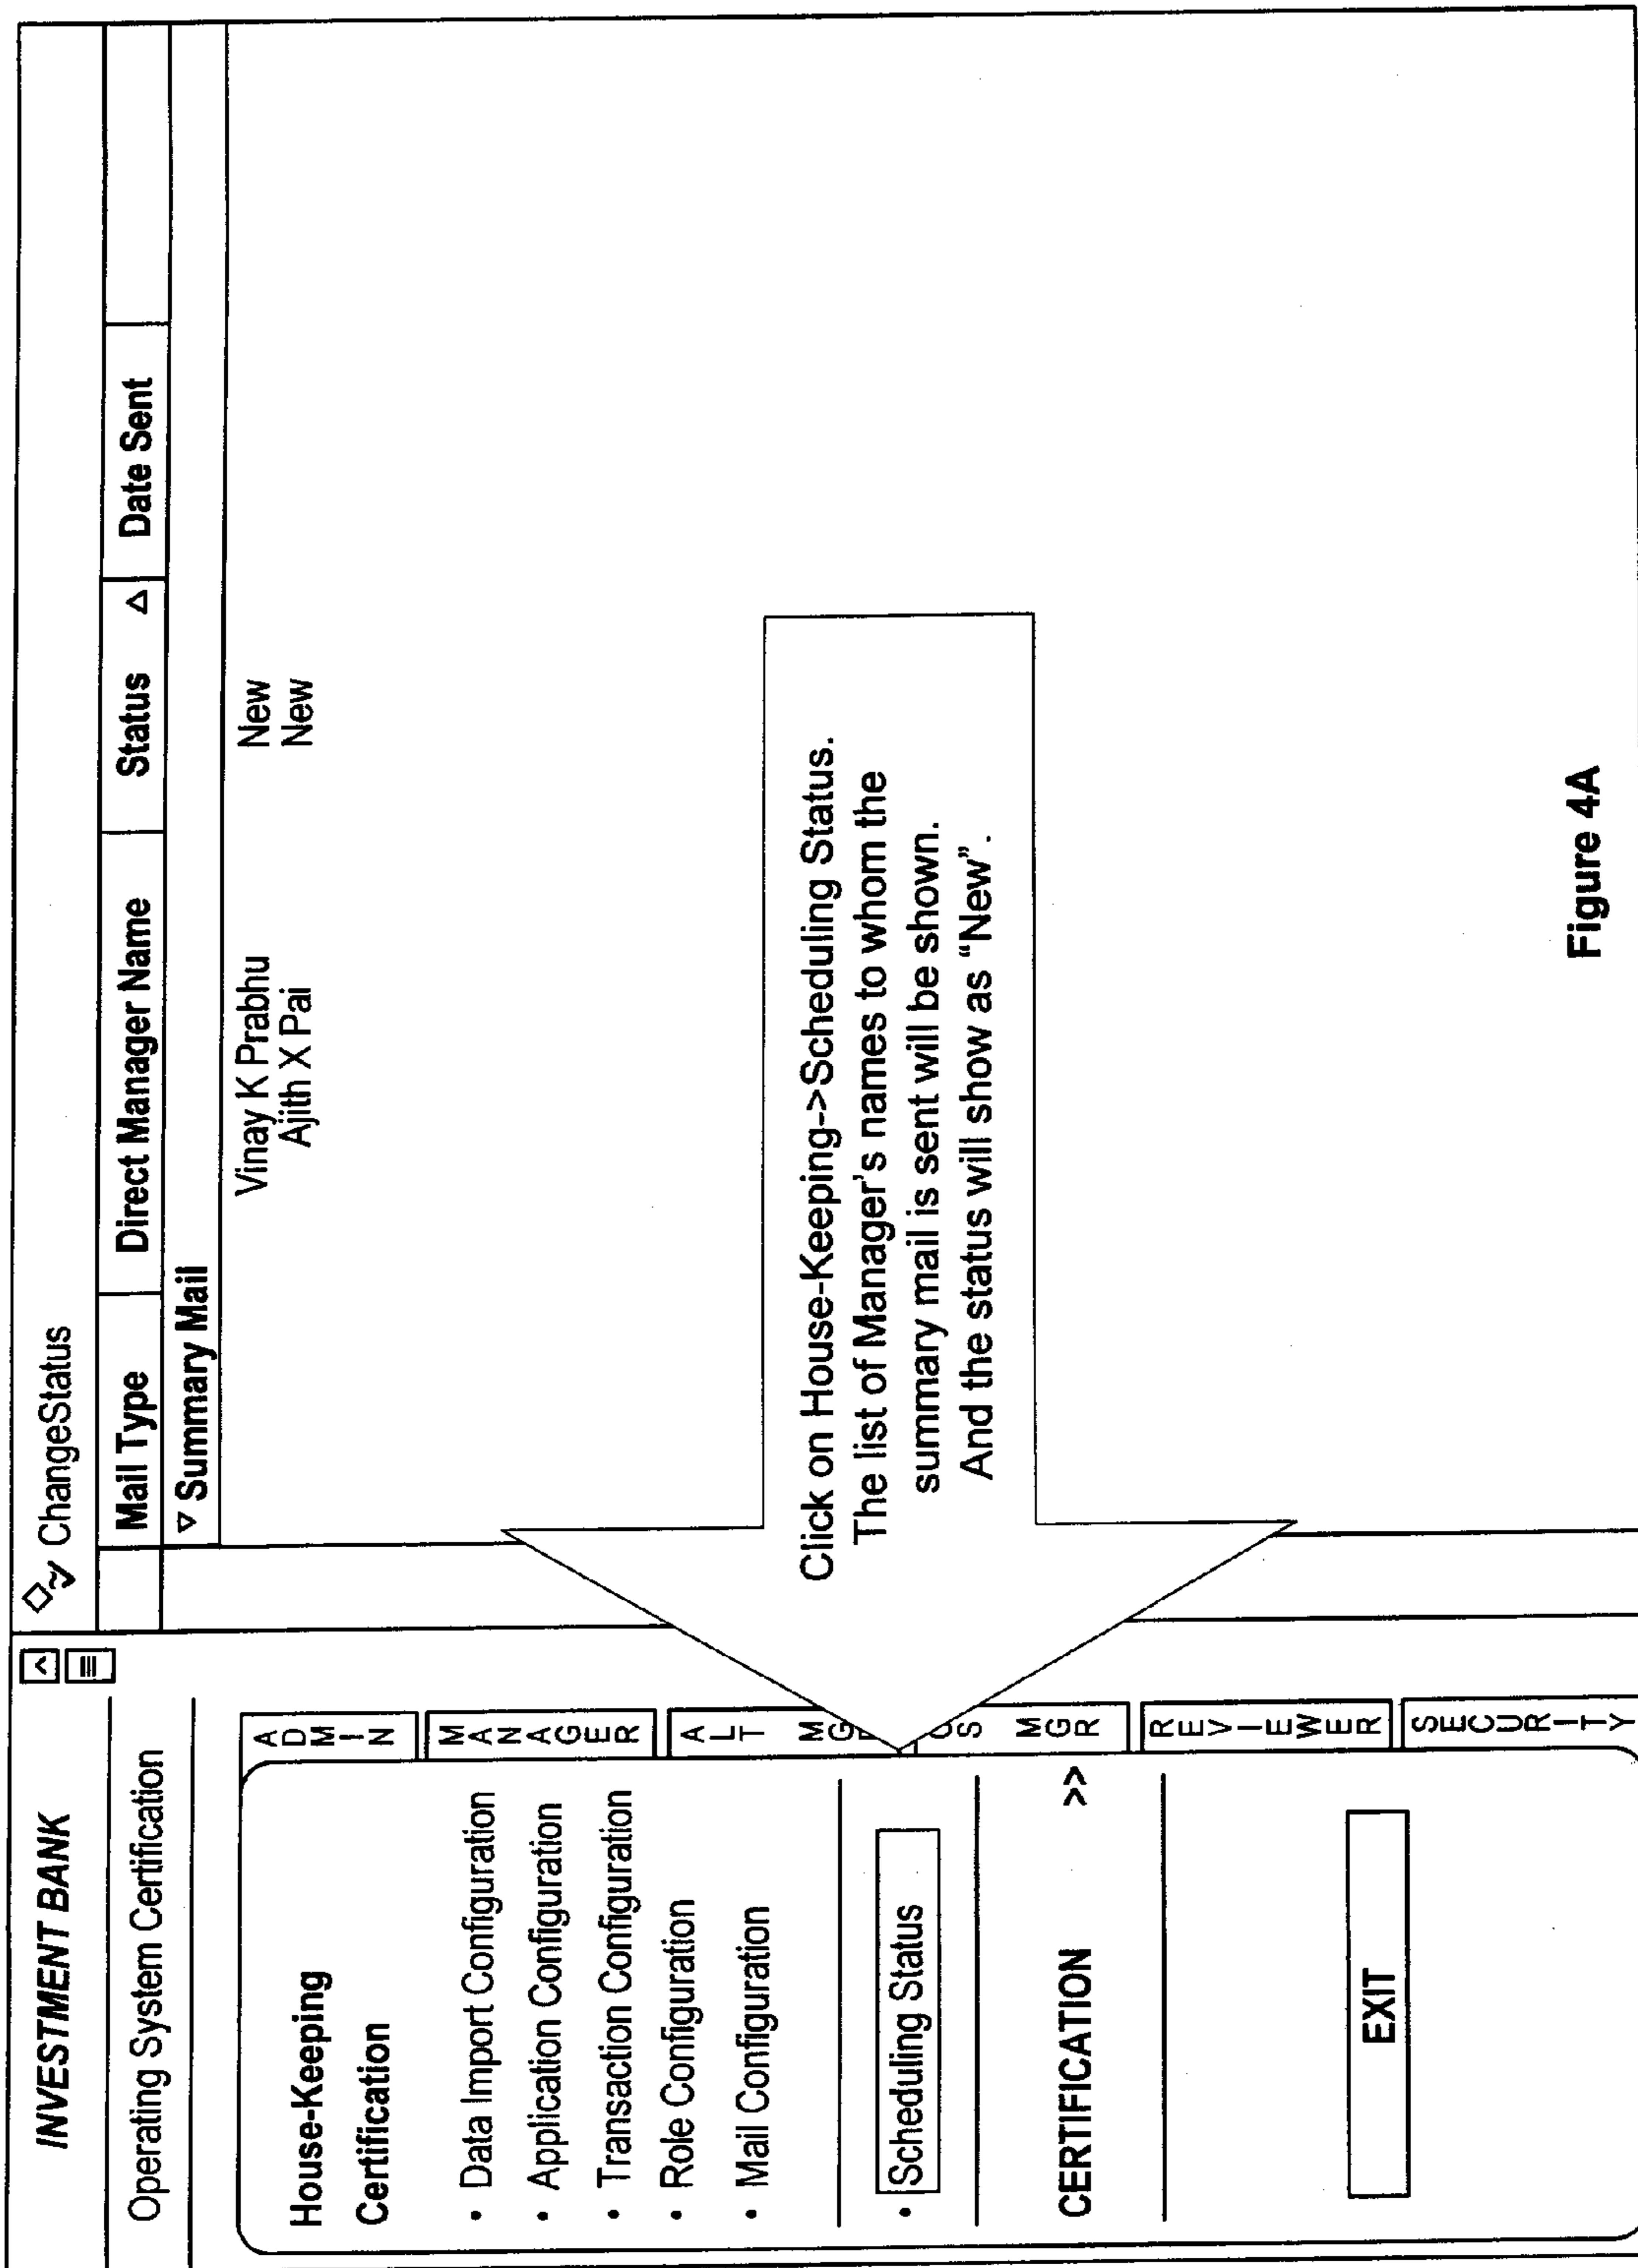 INVESTMENT BANK
Operating System Certification
House-Keeping
Certification
• Data Import Configuration
• Application Configuration
• Transaction Configuration
• Role Configuration
• Mail Configuration
• Scheduling Status
CERTIFICATION >>
EXIT
ADMIN
MANAGER
ALT
MGR
REVIEWER
SECURITY
ChangeStatus
Mail Type Direct Manager Name Status Date Sent
Summary Mail
Vinay K Prabhu New
Ajith X Pai New
Click on House-Keeping->Scheduling Status.
The list of Manager's names to whom the
summary mail is sent will be shown.
And the status will show as “New”.
Figure 4A